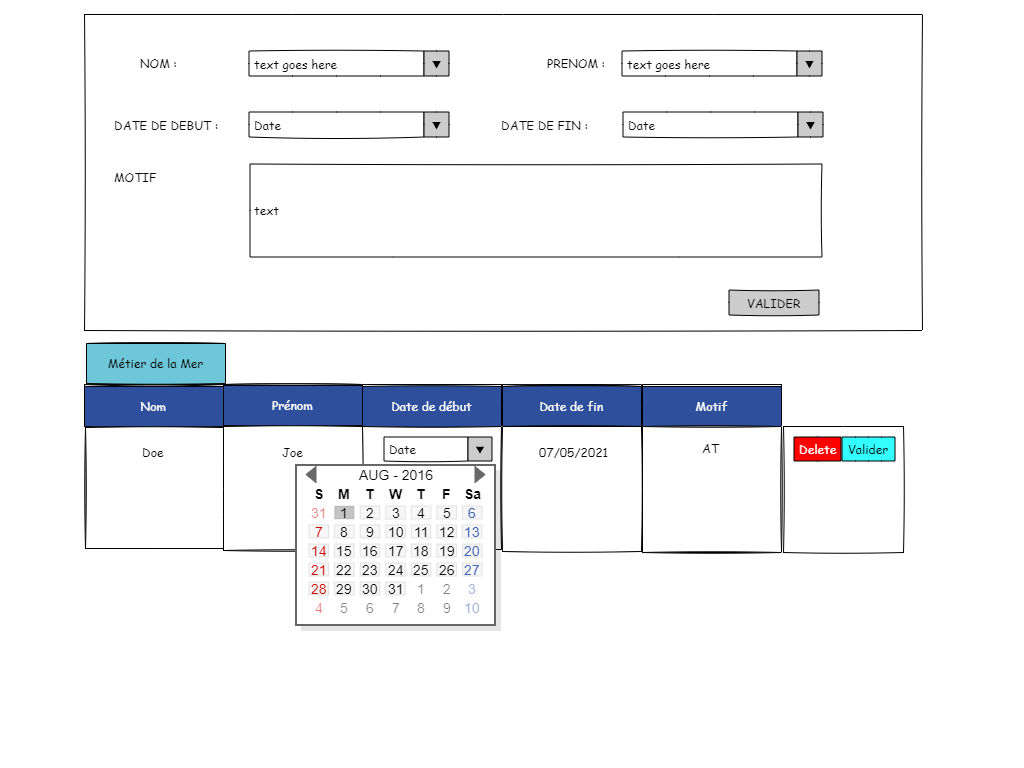 NOM : text goes here ▼ PRENOM : text goes here ▼
DATE DE DEBUT : Date ▼ DATE DE FIN : Date ▼
MOTIF
text
VALIDER
Métier de la Mer
Nom Prénom Date de début Date de fin Motif
Doe Joe Date ▼ 07/05/2021 AT Delete Valider
AUG - 2016
S M T W T F Sa
31 1 2 3 4 5 6
7 8 9 10 11 12 13
14 15 16 17 18 19 20
21 22 23 24 25 26 27
28 29 30 31 1 2 3
4 5 6 7 8 9 10